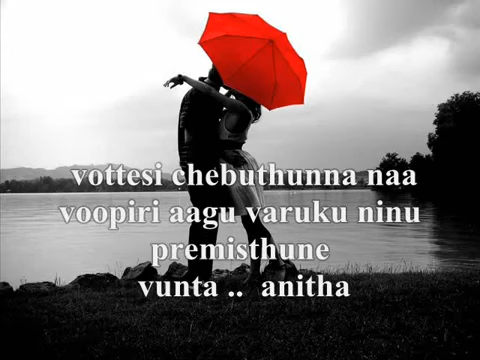 vottesi chebuthunna naa
voopiri aagu varuku ninu
premisthune
vunta .. anitha